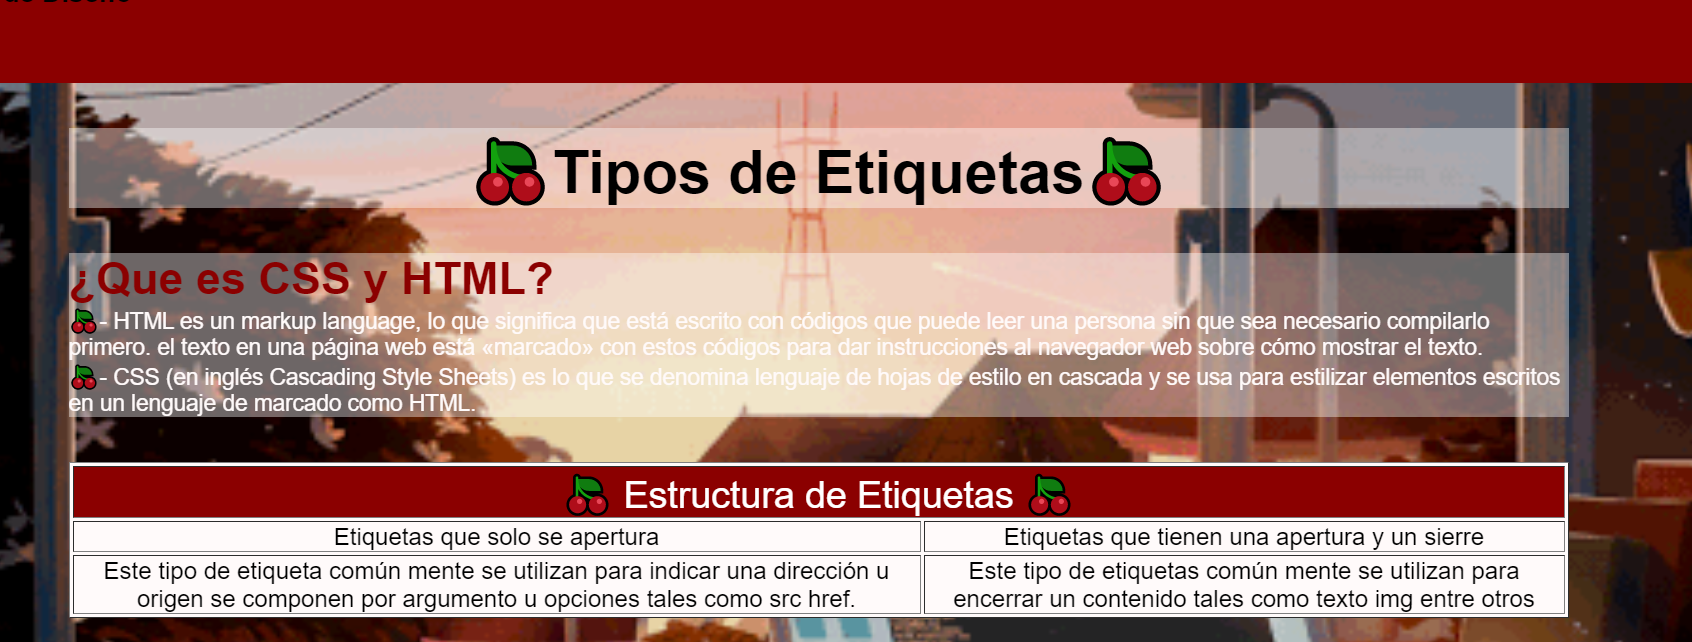 de Diseño
🍒Tipos de Etiquetas🍒
¿Que es CSS y HTML?
🍒- HTML es un markup language, lo que significa que está escrito con códigos que puede leer una persona sin que sea necesario compilarlo
primero. el texto en una página web está «marcado» con estos códigos para dar instrucciones al navegador web sobre cómo mostrar el texto.
🍒- CSS (en inglés Cascading Style Sheets) es lo que se denomina lenguaje de hojas de estilo en cascada y se usa para estilizar elementos escritos
en un lenguaje de marcado como HTML.
🍒 Estructura de Etiquetas 🍒
Etiquetas que solo se apertura
Etiquetas que tienen una apertura y un sierre
Este tipo de etiqueta común mente se utilizan para indicar una dirección u
origen se componen por argumento u opciones tales como src href.
Este tipo de etiquetas común mente se utilizan para
encerrar un contenido tales como texto img entre otros